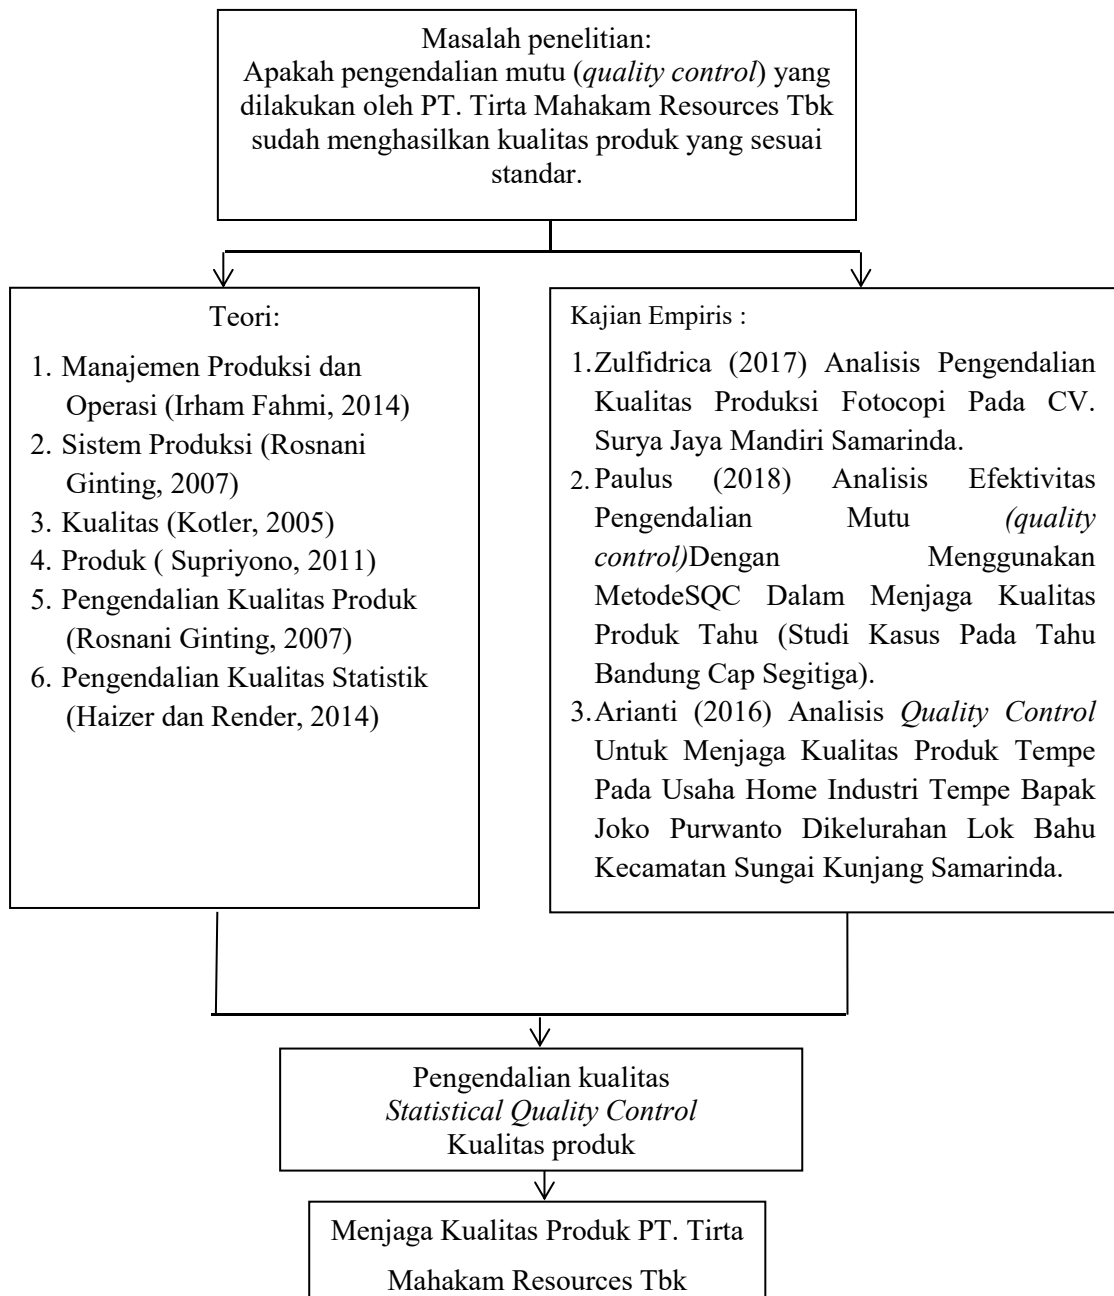 Masalah penelitian:
Apakah pengendalian mutu (quality control) yang
dilakukan oleh PT. Tirta Mahakam Resources Tbk
sudah menghasilkan kualitas produk yang sesuai
standar.
Teori:
1. Manajemen Produksi dan
Operasi (Irham Fahmi, 2014)
2. Sistem Produksi (Rosnani
Ginting, 2007)
3. Kualitas (Kotler, 2005)
4. Produk ( Supriyono, 2011)
5. Pengendalian Kualitas Produk
(Rosnani Ginting, 2007)
6. Pengendalian Kualitas Statistik
(Haizer dan Render, 2014)
Kajian Empiris :
1. Zulfidrica (2017) Analisis Pengendalian
Kualitas Produksi Fotocopi Pada CV.
Surya Jaya Mandiri Samarinda.
2. Paulus (2018) Analisis Efektivitas
Pengendalian Mutu (quality
control)Dengan Menggunakan
MetodeSQC Dalam Menjaga Kualitas
Produk Tahu (Studi Kasus Pada Tahu
Bandung Cap Segitiga).
3. Arianti (2016) Analisis Quality Control
Untuk Menjaga Kualitas Produk Tempe
Pada Usaha Home Industri Tempe Bapak
Joko Purwanto Dikelurahan Lok Bahu
Kecamatan Sungai Kunjang Samarinda.
Pengendalian kualitas
Statistical Quality Control
Kualitas produk
Menjaga Kualitas Produk PT. Tirta
Mahakam Resources Tbk